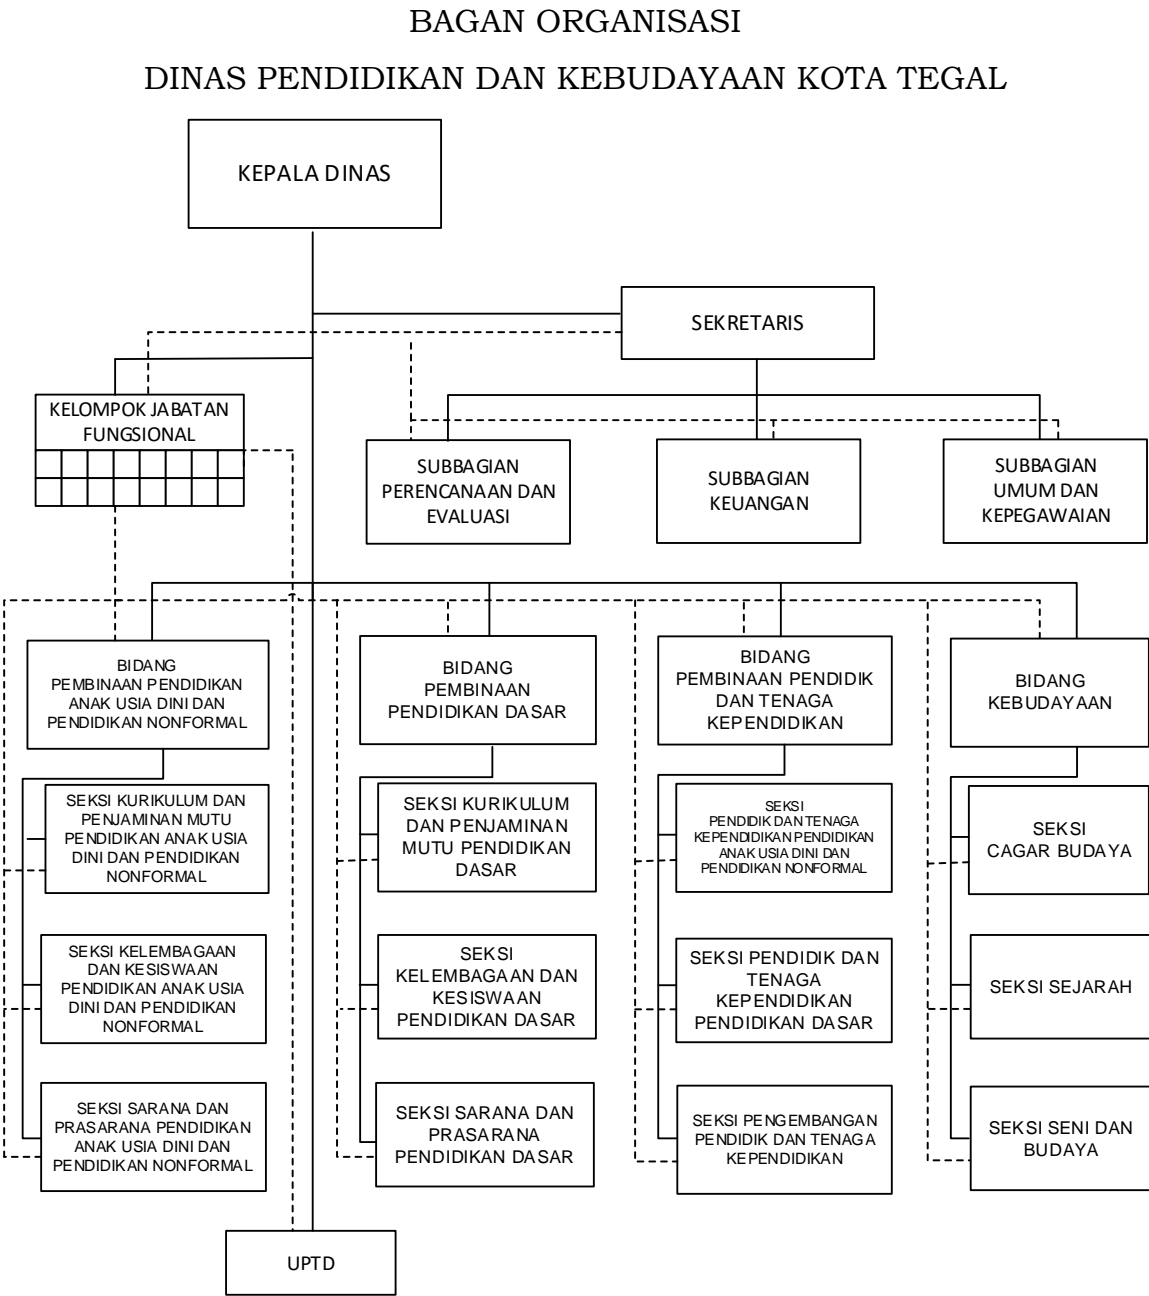 BAGAN ORGANISASI
DINAS PENDIDIKAN DAN KEBUDAYAAN KOTA TEGAL
KEPALA DINAS
SEKRETARIS
KELOMPOK JABATAN
FUNGSIONAL
SUBBAGIAN
PERENCANAAN DAN
EVALUASI
SUBBAGIAN
KEUANGAN
SUBBAGIAN
UMUM DAN
KEPEGAWAIAN
BIDANG
PEMBINAAN PENDIDIKAN
ANAK USIA DINI DAN
PENDIDIKAN NONFORMAL
BIDANG
PEMBINAAN
PENDIDIKAN DASAR
BIDANG
PEMBINAAN PENDIDIK
DAN TENAGA
KEPENDIDIKAN
BIDANG
KEBUDAYAAN
SEKSI KURIKULUM DAN
PENJAMINAN MUTU
PENDIDIKAN ANAK USIA
DINI DAN PENDIDIKAN
NONFORMAL
SEKSI KURIKULUM
DAN PENJAMINAN
MUTU PENDIDIKAN
DASAR
SEKSI
PENDIDIK DAN TENAGA
KEPENDIDIKAN PENDIDIKAN
ANAK USIA DINI DAN
PENDIDIKAN NONFORMAL
SEKSI
CAGAR BUDAYA
SEKSI KELEMBAGAAN
DAN KESISWAAN
PENDIDIKAN ANAK USIA
DINI DAN PENDIDIKAN
NONFORMAL
SEKSI
KELEMBAGAAN DAN
KESISWAAN
PENDIDIKAN DASAR
SEKSI PENDIDIK DAN
TENAGA
KEPENDIDIKAN
PENDIDIKAN DASAR
SEKSI SEJARAH
SEKSI SARANA DAN
PRASARANA PENDIDIKAN
ANAK USIA DINI DAN
PENDIDIKAN NONFORMAL
SEKSI SARANA DAN
PRASARANA
PENDIDIKAN DASAR
SEKSI PENGEMBANGAN
PENDIDIK DAN TENAGA
KEPENDIDIKAN
SEKSI SENI DAN
BUDAYA
UPTD